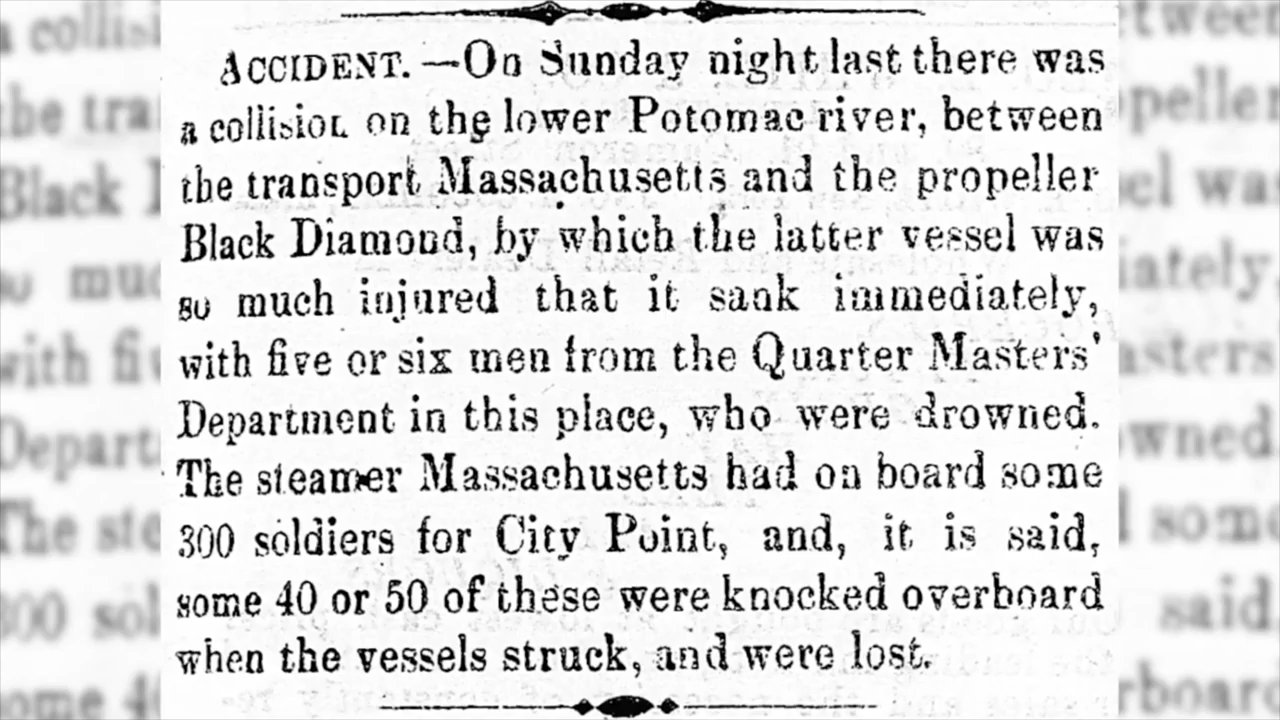 ACCIDENT. —On Sunday night last there was
a collision on the lower Potomac river, between
the transport Massachusetts and the propeller
Black Diamond, by which the latter vessel was
so much injured that it sank immediately,
with five or six men from the Quarter Masters'
Department in this place, who were drowned.
The steamer Massachusetts had on board some
300 soldiers for City Point, and, it is said,
some 40 or 50 of these were knocked overboard
when the vessels struck, and were lost.